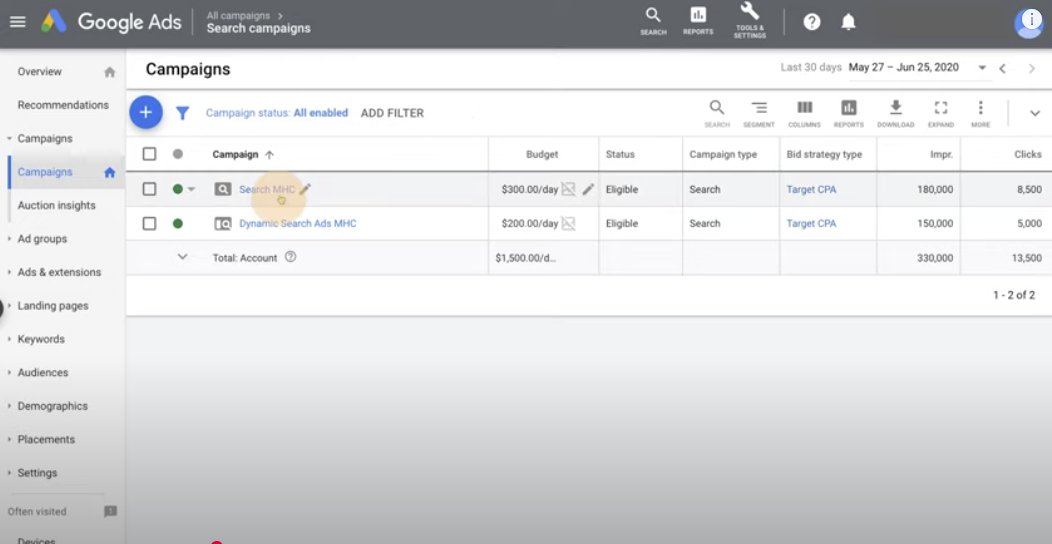 Google Ads
All campaigns >
Search campaigns
SEARCH
REPORTS
TOOLS &
SETTINGS
?
i
Overview
Recommendations
Campaigns
Campaigns
Auction insights
Ad groups
Ads & extensions
Landing pages
Keywords
Audiences
Demographics
Placements
Settings
Often visited
Devices
Campaigns
Last 30 days May 27 – Jun 25, 2020
Campaign status: All enabled ADD FILTER
SEARCH SEGMENT COLUMNS REPORTS DOWNLOAD EXPAND MORE
Campaign ↑ Budget Status Campaign type Bid strategy type Impr. Clicks
Search MHC $300.00/day Eligible Search Target CPA 180,000 8,500
Dynamic Search Ads MHC $200.00/day Eligible Search Target CPA 150,000 5,000
Total: Account ? $1,500.00/d... 330,000 13,500
1 - 2 of 2